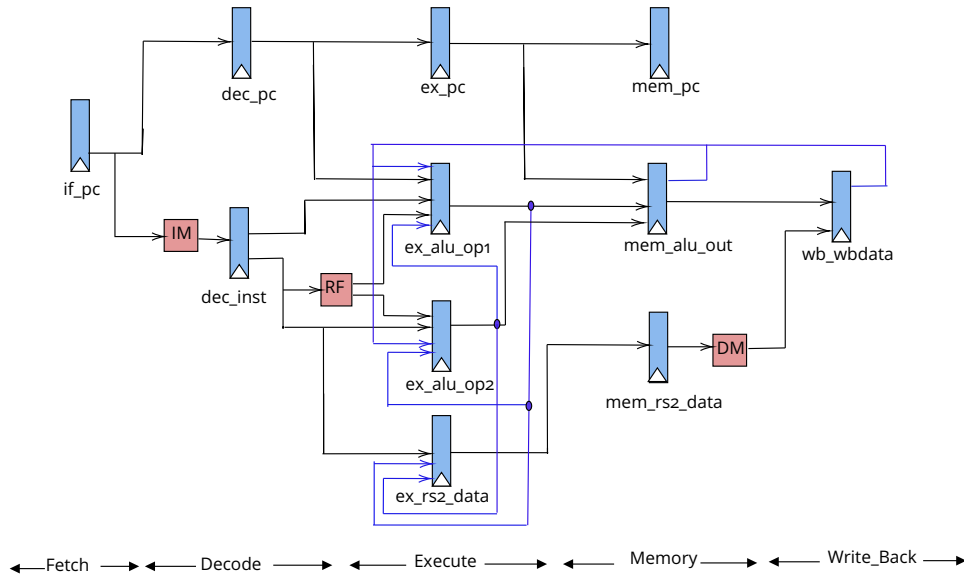 dec_pc
ex_pc
mem_pc
if_pc
IM
dec_inst
RF
ex_alu_op1
mem_alu_out
wb_wbdata
ex_alu_op2
DM
mem_rs2_data
ex_rs2_data
Fetch
Decode
Execute
Memory
Write_Back